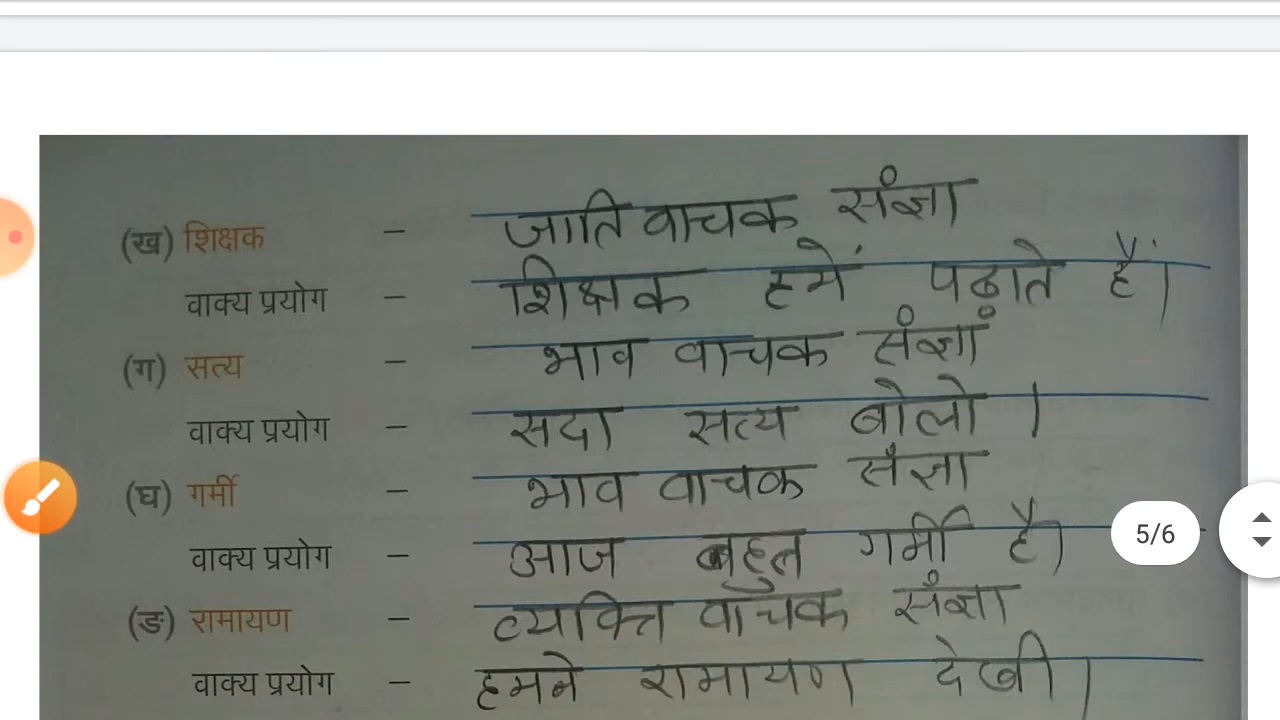 (ख) शिक्षक – जातिवाचक संज्ञा
वाक्य प्रयोग – शिक्षक हमें पढ़ाते हैं।
(ग) सत्य – भाव वाचक संज्ञां
वाक्य प्रयोग – सदा सत्य बोलो ।
(घ) गर्मी – भाव वाचक संज्ञा
वाक्य प्रयोग – आज बहुत गर्मी है।
5/6
(ङ) रामायण – व्यक्ति वाचक संज्ञा
वाक्य प्रयोग – हमने रामायण देखी।